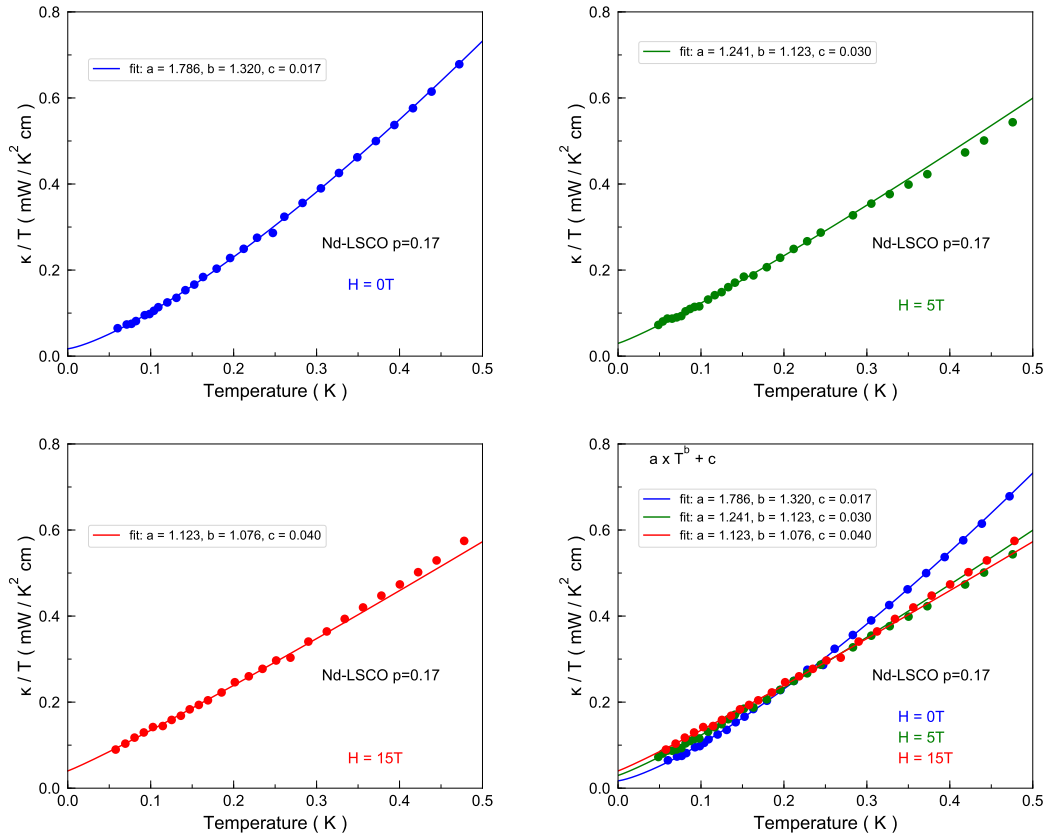 0.8
0.6
0.4
0.2
0.0
κ / T ( mW / K² cm )
fit: a = 1.786, b = 1.320, c = 0.017
Nd-LSCO p=0.17
H = 0T
0.0 0.1 0.2 0.3 0.4 0.5
Temperature ( K )
0.8
0.6
0.4
0.2
0.0
κ / T ( mW / K² cm )
fit: a = 1.241, b = 1.123, c = 0.030
Nd-LSCO p=0.17
H = 5T
0.0 0.1 0.2 0.3 0.4 0.5
Temperature ( K )
0.8
0.6
0.4
0.2
0.0
κ / T ( mW / K² cm )
fit: a = 1.123, b = 1.076, c = 0.040
Nd-LSCO p=0.17
H = 15T
0.0 0.1 0.2 0.3 0.4 0.5
Temperature ( K )
0.8
0.6
0.4
0.2
0.0
κ / T ( mW / K² cm )
a x Tᵇ + c
fit: a = 1.786, b = 1.320, c = 0.017
fit: a = 1.241, b = 1.123, c = 0.030
fit: a = 1.123, b = 1.076, c = 0.040
Nd-LSCO p=0.17
H = 0T
H = 5T
H = 15T
0.0 0.1 0.2 0.3 0.4 0.5
Temperature ( K )